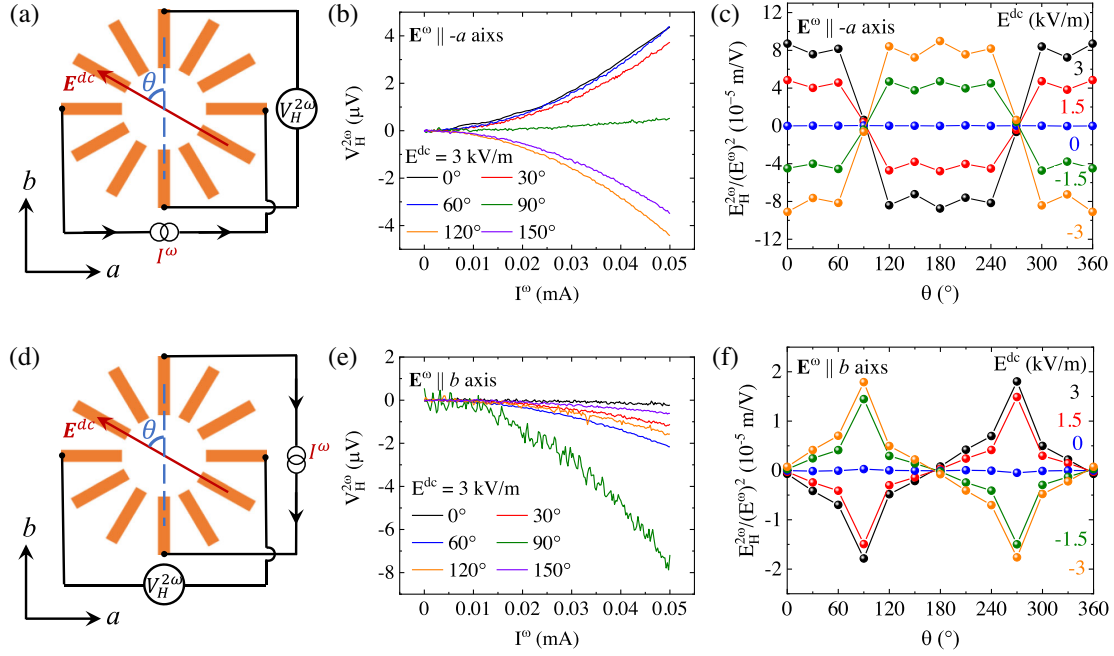 (a)
E^dc
θ
V_H^2ω
b
a
I^ω
(b)
E^ω ∥ -a aixs
V_H^2ω (μV)
4
2
0
-2
-4
E^dc = 3 kV/m
0° 30°
60° 90°
120° 150°
0 0.01 0.02 0.03 0.04 0.05
I^ω (mA)
(c)
E^ω ∥ -a axis
E^dc (kV/m)
E_H^2ω/(E^ω)^2 (10^-5 m/V)
12
8
4
0
-4
-8
-12
3
1.5
0
-1.5
-3
0 60 120 180 240 300 360
θ (°)
(d)
E^dc
θ
I^ω
b
a
V_H^2ω
(e)
E^ω ∥ b axis
V_H^2ω (μV)
2
0
-2
-4
-6
-8
E^dc = 3 kV/m
0° 30°
60° 90°
120° 150°
0 0.01 0.02 0.03 0.04 0.05
I^ω (mA)
(f)
E^ω ∥ b aixs
E^dc (kV/m)
E_H^2ω/(E^ω)^2 (10^-5 m/V)
2
1
0
-1
-2
3
1.5
0
-1.5
-3
0 60 120 180 240 300 360
θ (°)